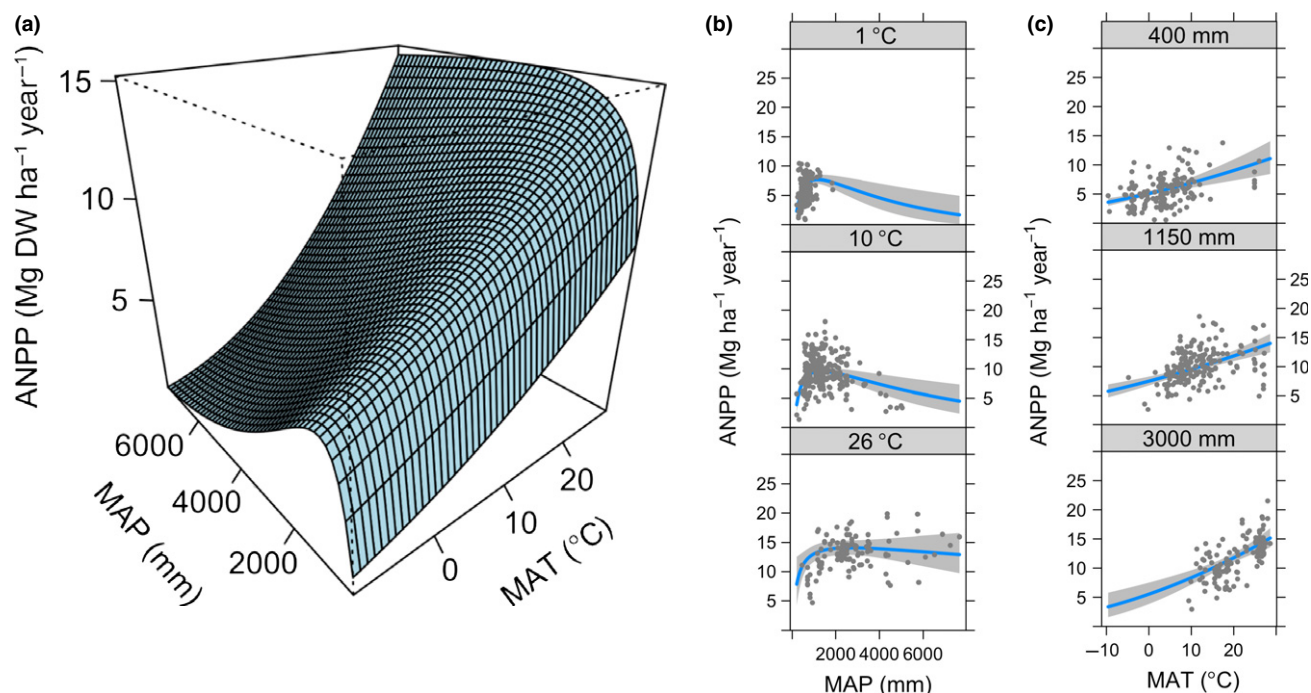 (a)
ANPP (Mg DW ha⁻¹ year⁻¹)
15
10
5
6000
4000
2000
MAP (mm)
0
10
20
MAT (°C)
(b)
1 °C
25
20
15
10
5
10 °C
25
20
15
10
5
26 °C
25
20
15
10
5
ANPP (Mg ha⁻¹ year⁻¹)
2000 4000 6000
MAP (mm)
(c)
400 mm
25
20
15
10
5
1150 mm
25
20
15
10
5
3000 mm
25
20
15
10
5
ANPP (Mg ha⁻¹ year⁻¹)
−10 0 10 20
MAT (°C)